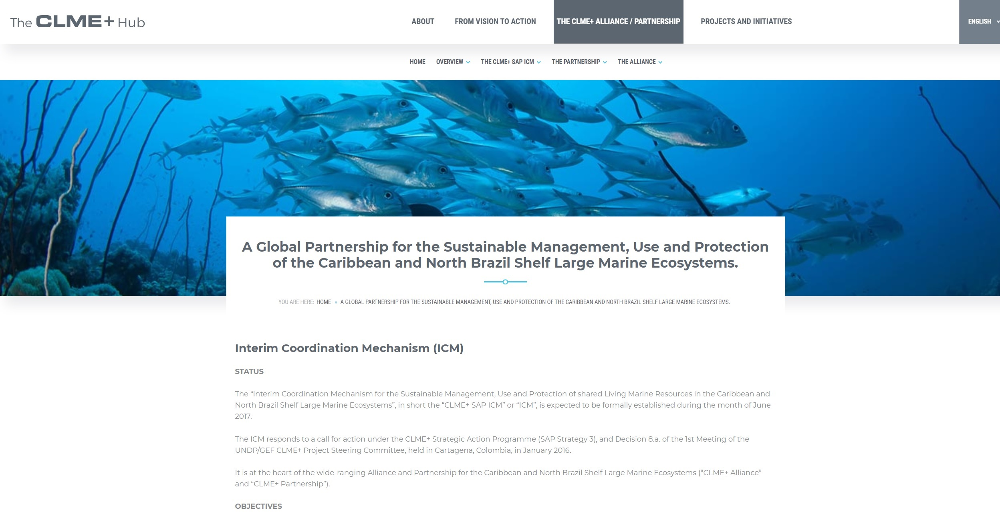 The CLME+ Hub
ABOUT
FROM VISION TO ACTION
THE CLME+ ALLIANCE / PARTNERSHIP
PROJECTS AND INITIATIVES
ENGLISH
HOME
OVERVIEW
THE CLME+ SAP ICM
THE PARTNERSHIP
THE ALLIANCE
A Global Partnership for the Sustainable Management, Use and Protection
of the Caribbean and North Brazil Shelf Large Marine Ecosystems.
YOU ARE HERE: HOME » A GLOBAL PARTNERSHIP FOR THE SUSTAINABLE MANAGEMENT, USE AND PROTECTION OF THE CARIBBEAN AND NORTH BRAZIL SHELF LARGE MARINE ECOSYSTEMS.
Interim Coordination Mechanism (ICM)
STATUS
The “Interim Coordination Mechanism for the Sustainable Management, Use and Protection of shared Living Marine Resources in the Caribbean and
North Brazil Shelf Large Marine Ecosystems”, in short the “CLME+ SAP ICM” or “ICM”, is expected to be formally established during the month of June
2017.
The ICM responds to a call for action under the CLME+ Strategic Action Programme (SAP Strategy 3), and Decision 8.a. of the 1st Meeting of the
UNDP/GEF CLME+ Project Steering Committee, held in Cartagena, Colombia, in January 2016.
It is at the heart of the wide-ranging Alliance and Partnership for the Caribbean and North Brazil Shelf Large Marine Ecosystems (“CLME+ Alliance”
and “CLME+ Partnership”).
OBJECTIVES